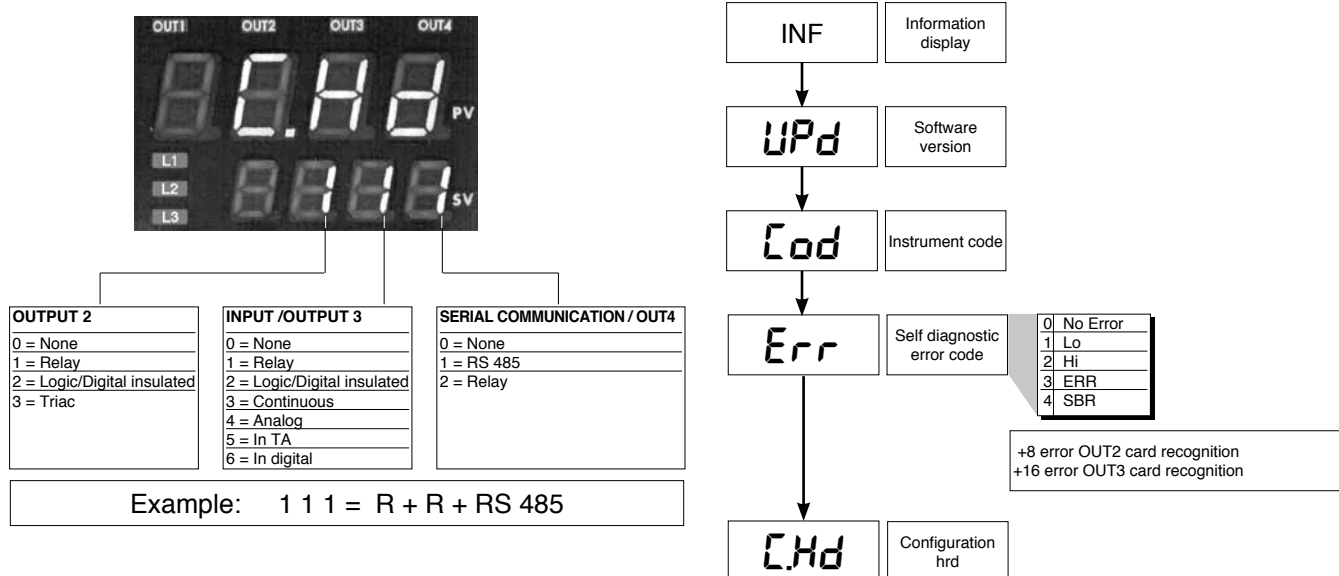 OUT1 OUT2 OUT3 OUT4
C.Hd
PV
L1
L2
L3
1 1 1
SV
OUTPUT 2
0 = None
1 = Relay
2 = Logic/Digital insulated
3 = Triac
INPUT /OUTPUT 3
0 = None
1 = Relay
2 = Logic/Digital insulated
3 = Continuous
4 = Analog
5 = In TA
6 = In digital
SERIAL COMMUNICATION / OUT4
0 = None
1 = RS 485
2 = Relay
Example: 1 1 1 = R + R + RS 485
INF
Information
display
UPd
Software
version
Cod
Instrument code
Err
Self diagnostic
error code
0 No Error
1 Lo
2 Hi
3 ERR
4 SBR
+8 error OUT2 card recognition
+16 error OUT3 card recognition
C.Hd
Configuration
hrd